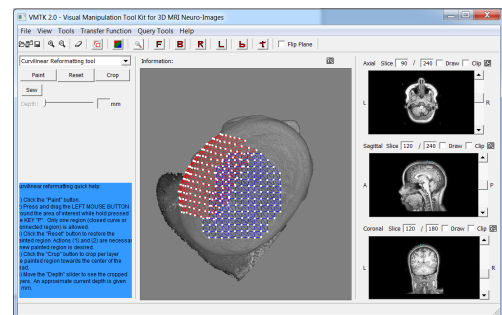 VMTK 2.0 - Visual Manipulation Tool Kit for 3D MRI Neuro-Images
File View Tools Transfer Function Query Tools Help
F B R L Flip Plane
Curvilinear Reformatting tool
Paint Reset Crop
Sew
Depth: mm
Information:
Axial Slice 90 / 240 Draw Clip
L R
Sagittal Slice 120 / 240 Draw Clip
A P
Coronal Slice 120 / 180 Draw Clip
L R
urvilinear reformatting quick help:
) Click the "Paint" button.
) Press and drag the LEFT MOUSE BUTTON
round the area of interest while hold pressed
e KEY "P". Only one region (closed curve or
onnected region) is allowed.
) Click the "Reset" button to restore the
ainted region. Actions (1) and (2) are necessar
new painted region is desired.
) Click the "Crop" button to crop per layer
e painted region towards the center of the
ead.
) Move the "Depth" slider to see the cropped
yers. An approximate current depth is given
mm.